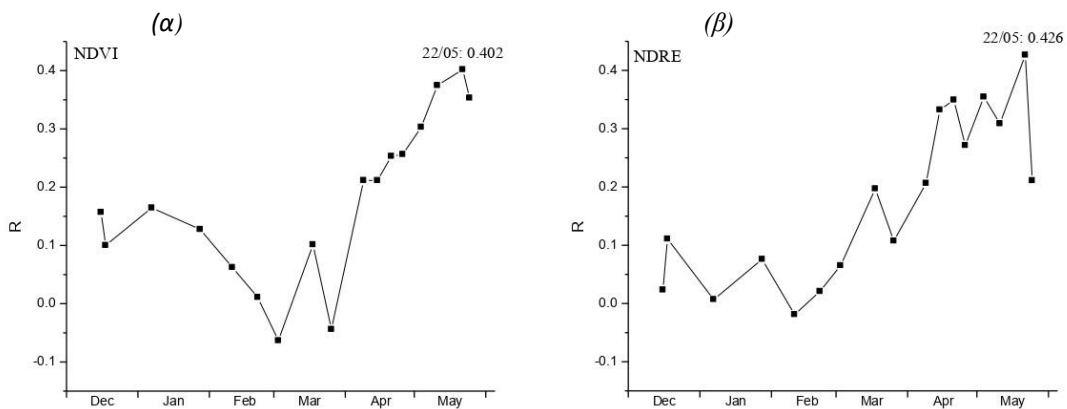 (α)
NDVI
22/05: 0.402
0.4
0.3
0.2
0.1
0.0
-0.1
R
Dec Jan Feb Mar Apr May
(β)
NDRE
22/05: 0.426
0.4
0.3
0.2
0.1
0.0
-0.1
R
Dec Jan Feb Mar Apr May